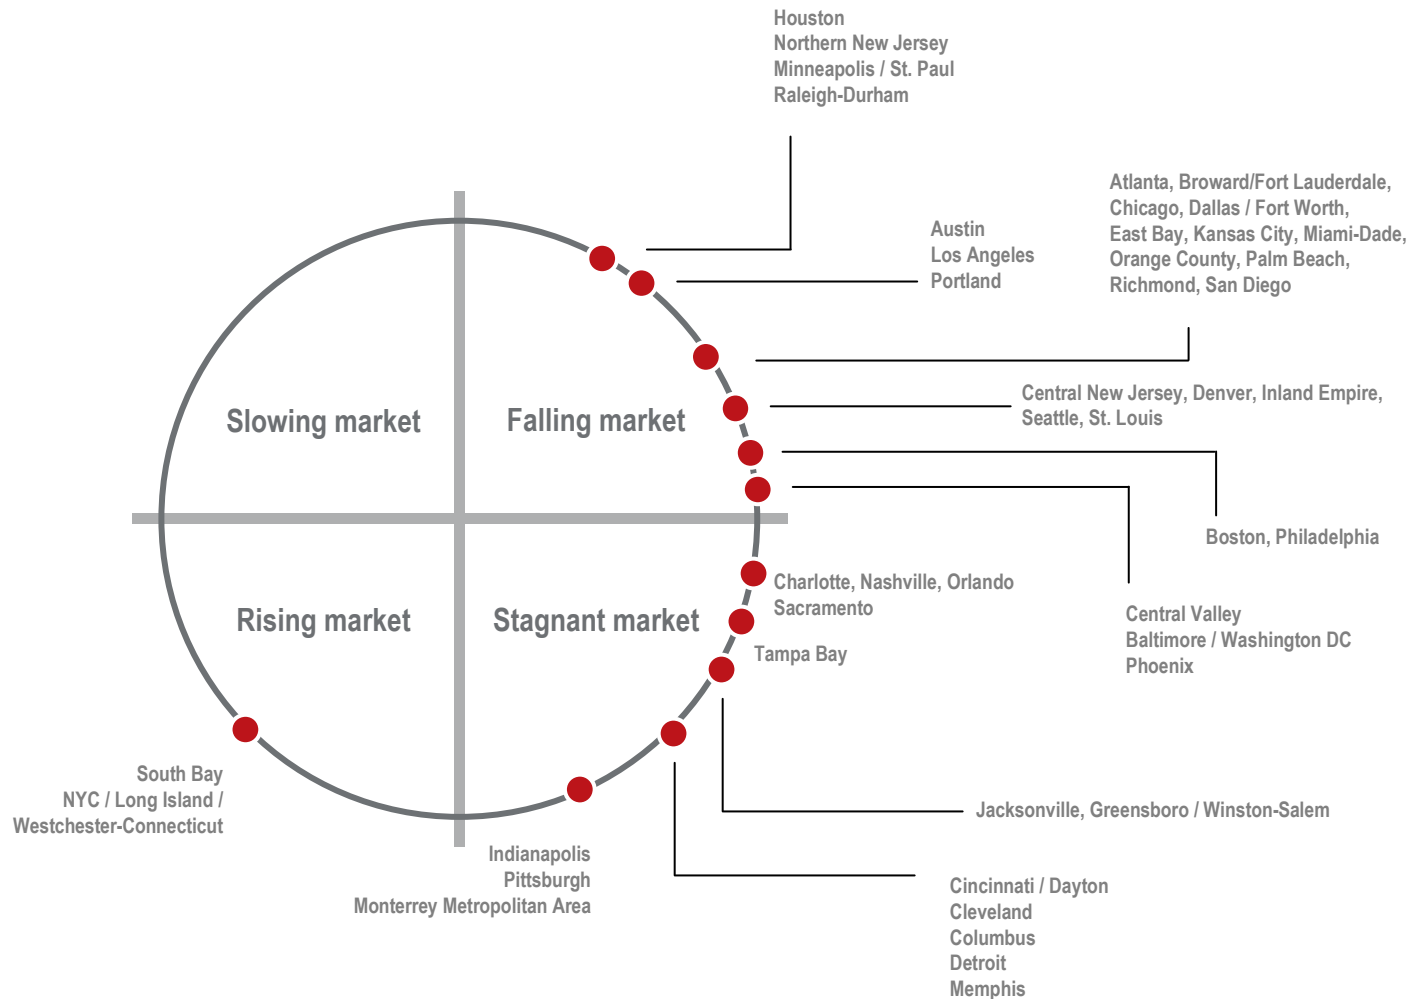 Houston
Northern New Jersey
Minneapolis / St. Paul
Raleigh-Durham
Atlanta, Broward/Fort Lauderdale,
Chicago, Dallas / Fort Worth,
East Bay, Kansas City, Miami-Dade,
Orange County, Palm Beach,
Richmond, San Diego
Austin
Los Angeles
Portland
Central New Jersey, Denver, Inland Empire,
Seattle, St. Louis
Slowing market
Falling market
Boston, Philadelphia
Charlotte, Nashville, Orlando
Sacramento
Rising market
Stagnant market
Central Valley
Baltimore / Washington DC
Phoenix
Tampa Bay
South Bay
NYC / Long Island /
Westchester-Connecticut
Jacksonville, Greensboro / Winston-Salem
Indianapolis
Pittsburgh
Monterrey Metropolitan Area
Cincinnati / Dayton
Cleveland
Columbus
Detroit
Memphis